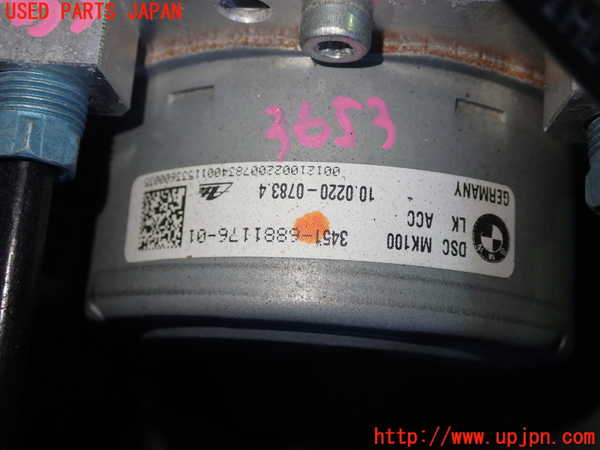 USED PARTS JAPAN
3653
DSC MK100
LK ACC
3451-6881176-01
GERMANY
10.0220-0783.4
http://www.upjpn.com/